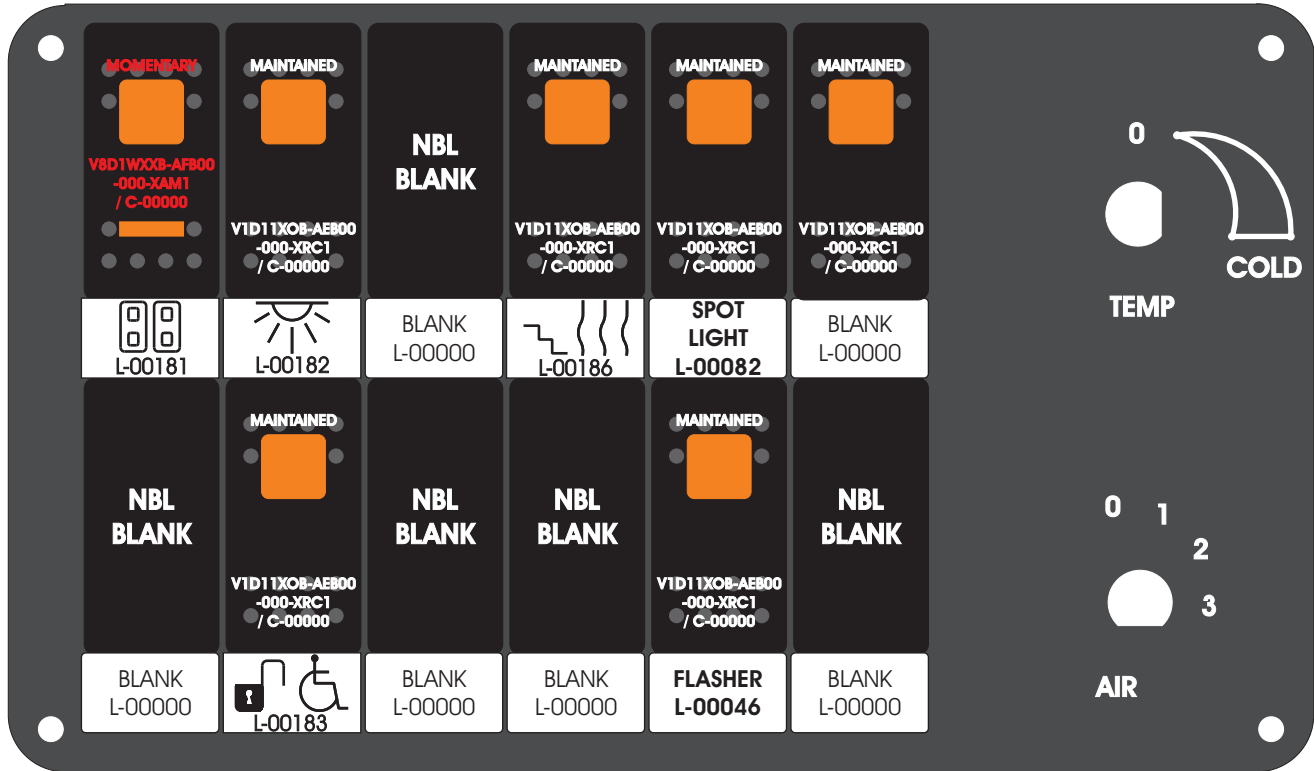 MOMENTARY
V8D1WXXB-AFB00
-000-XAM1
/ C-00000
L-00181
MAINTAINED
V1D11XOB-AEB00
-000-XRC1
/ C-00000
L-00182
NBL
BLANK
BLANK
L-00000
MAINTAINED
V1D11XOB-AEB00
-000-XRC1
/ C-00000
L-00186
MAINTAINED
V1D11XOB-AEB00
-000-XRC1
/ C-00000
SPOT
LIGHT
L-00082
MAINTAINED
V1D11XOB-AEB00
-000-XRC1
/ C-00000
BLANK
L-00000
0
COLD
TEMP
NBL
BLANK
BLANK
L-00000
MAINTAINED
V1D11XOB-AEB00
-000-XRC1
/ C-00000
L-00183
NBL
BLANK
BLANK
L-00000
NBL
BLANK
BLANK
L-00000
MAINTAINED
V1D11XOB-AEB00
-000-XRC1
/ C-00000
FLASHER
L-00046
NBL
BLANK
BLANK
L-00000
0
1
2
3
AIR